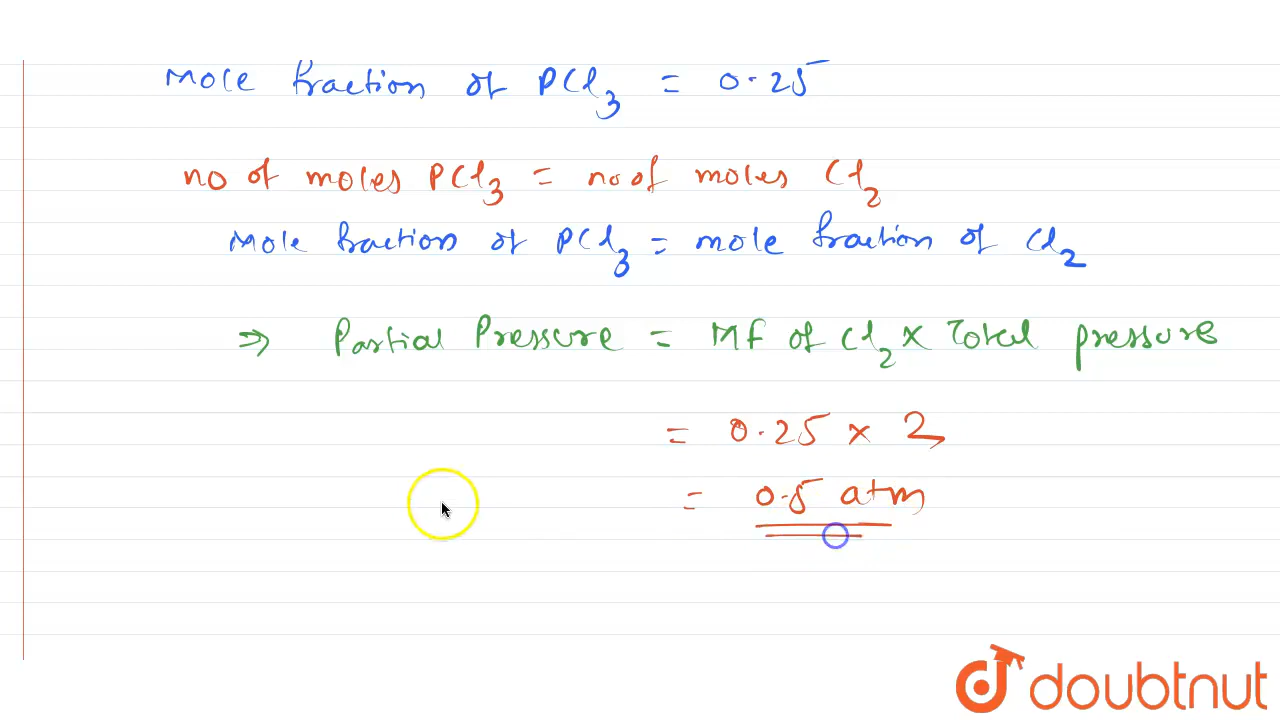 Mole fraction of PCl3 = 0.25
no of moles PCl3 = no of moles Cl2
Mole fraction of PCl3 = mole fraction of Cl2
⇒ Partial Pressure = MF of Cl2 × Total pressure
= 0.25 × 2
= 0.5 atm
doubtnut